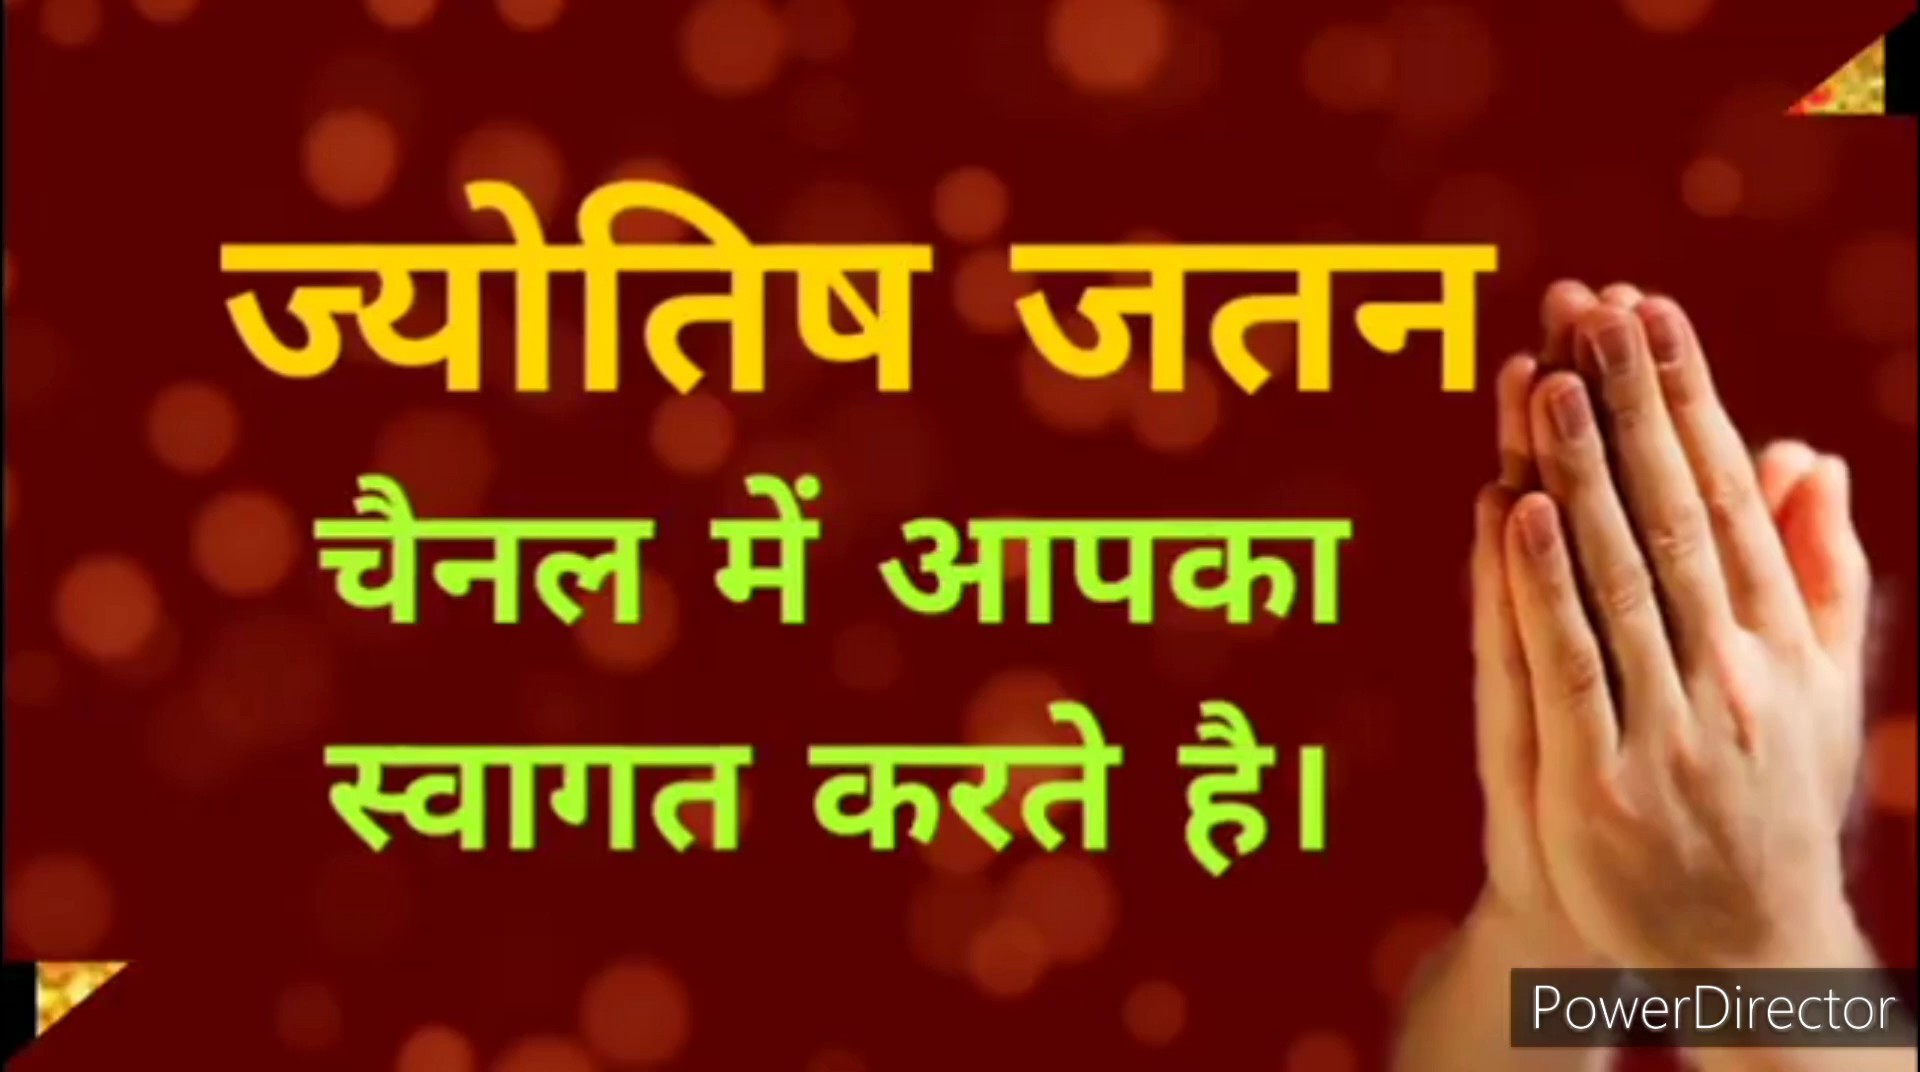 ज्योतिष जतन
चैनल में आपका
स्वागत करते है।
PowerDirector